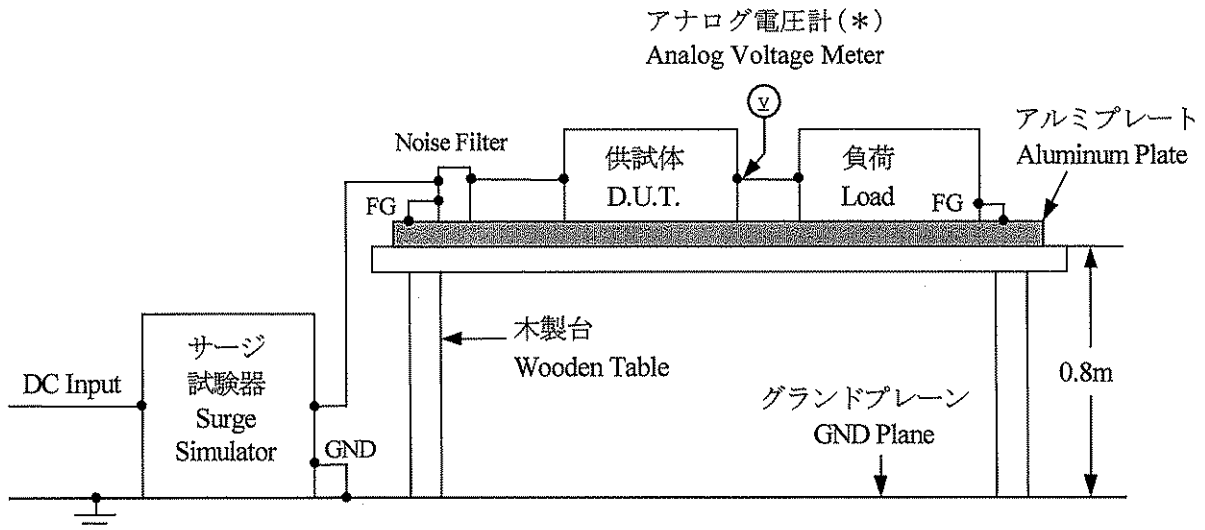 アナログ電圧計(*)
Analog Voltage Meter
V
アルミプレート
Aluminum Plate
Noise Filter
供試体
D.U.T.
負荷
Load
FG
FG
木製台
Wooden Table
サージ
試験器
Surge
Simulator
DC Input
GND
グランドプレーン
GND Plane
0.8m